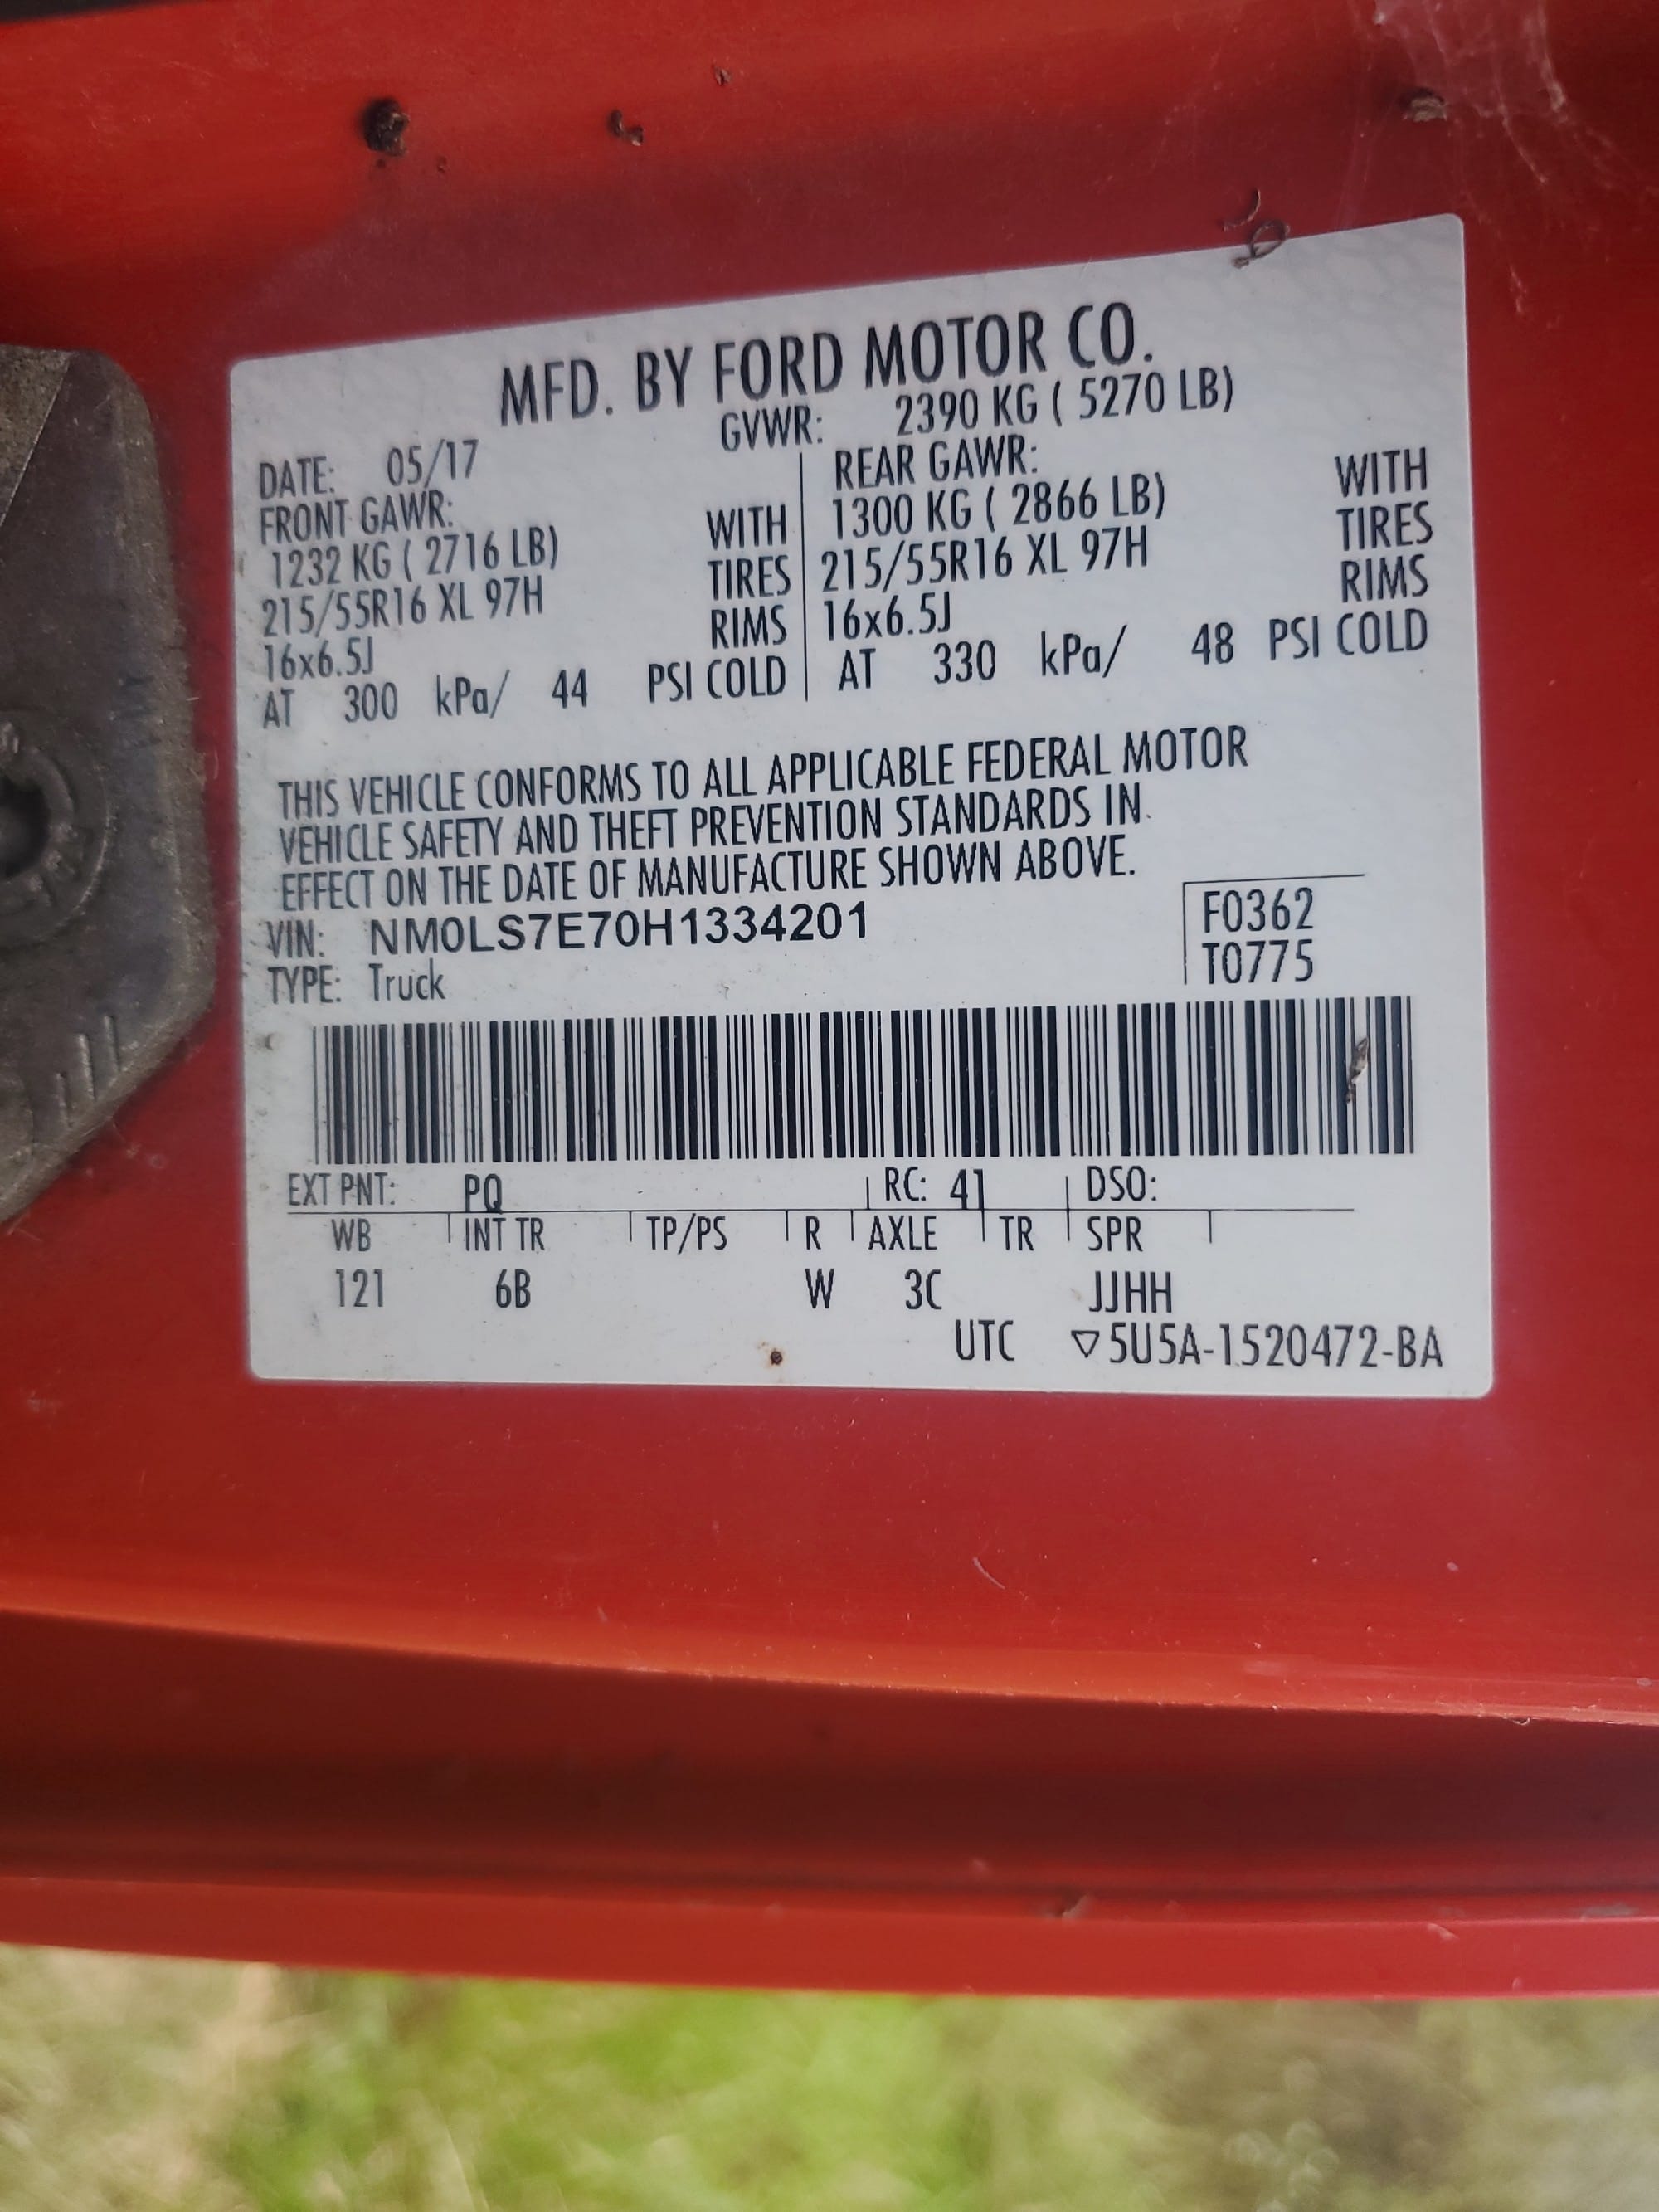 MFD. BY FORD MOTOR CO.
DATE: 05/17 GVWR: 2390 KG ( 5270 LB)
FRONT GAWR: REAR GAWR:
1232 KG ( 2716 LB) WITH 1300 KG ( 2866 LB) WITH
215/55R16 XL 97H TIRES 215/55R16 XL 97H TIRES
16x6.5J RIMS 16x6.5J RIMS
AT 300 kPa/ 44 PSI COLD AT 330 kPa/ 48 PSI COLD
THIS VEHICLE CONFORMS TO ALL APPLICABLE FEDERAL MOTOR
VEHICLE SAFETY AND THEFT PREVENTION STANDARDS IN
EFFECT ON THE DATE OF MANUFACTURE SHOWN ABOVE.
VIN: NM0LS7E70H1334201 F0362
TYPE: Truck T0775
EXT PNT: PQ RC: 41 DSO:
WB INT TR TP/PS R AXLE TR SPR
121 6B W 3C JJHH
UTC ▽5U5A-1520472-BA